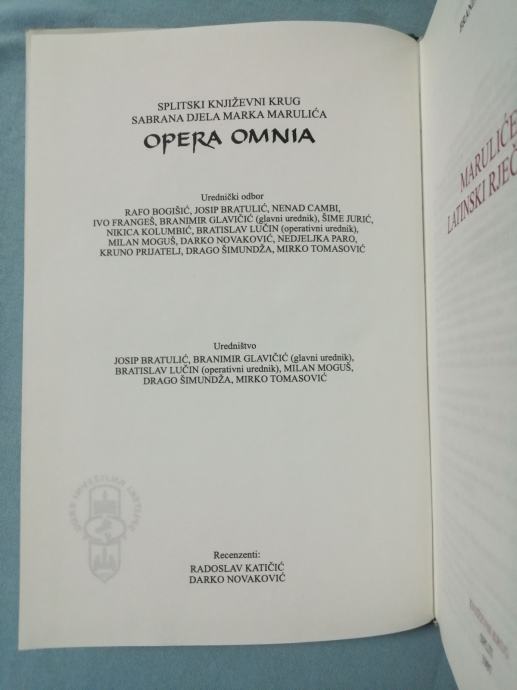 SPLITSKI KNJIŽEVNI KRUG
SABRANA DJELA MARKA MARULIĆA
OPERA OMNIA
Urednički odbor
RAFO BOGIŠIĆ, JOSIP BRATULIĆ, NENAD CAMBI,
IVO FRANGEŠ, BRANIMIR GLAVIČIĆ (glavni urednik), ŠIME JURIĆ,
NIKICA KOLUMBIĆ, BRATISLAV LUČIN (operativni urednik),
MILAN MOGUŠ, DARKO NOVAKOVIĆ, NEDJELJKA PARO,
KRUNO PRIJATELJ, DRAGO ŠIMUNDŽA, MIRKO TOMASOVIĆ
Uredništvo
JOSIP BRATULIĆ, BRANIMIR GLAVIČIĆ (glavni urednik),
BRATISLAV LUČIN (operativni urednik), MILAN MOGUŠ,
DRAGO ŠIMUNDŽA, MIRKO TOMASOVIĆ
Recenzenti:
RADOSLAV KATIČIĆ
DARKO NOVAKOVIĆ
MARULIĆE
LATINSKI RJEČ